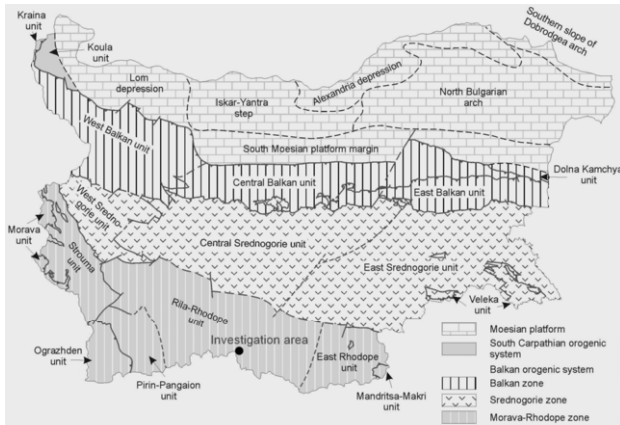 Kraina
unit
Koula
unit
Southern slope of
Dobrodgea arch
Lom
depression
Iskar-Yantra
step
Alexandria depression
North Bulgarian
arch
West Balkan unit
South Moesian platform margin
Central Balkan unit
East Balkan unit
Dolna Kamchya
unit
West Sredno-
gorie unit
Morava
unit
Strouma
unit
Central Srednogorie unit
East Srednogorie unit
Veleka
unit
Rila-Rhodope
unit
Investigation area
Ograzhden
unit
Pirin-Pangaion
unit
East Rhodope
unit
Mandritsa-Makri
unit
Moesian platform
South Carpathian orogenic
system
Balkan orogenic system
Balkan zone
Srednogorie zone
Morava-Rhodope zone